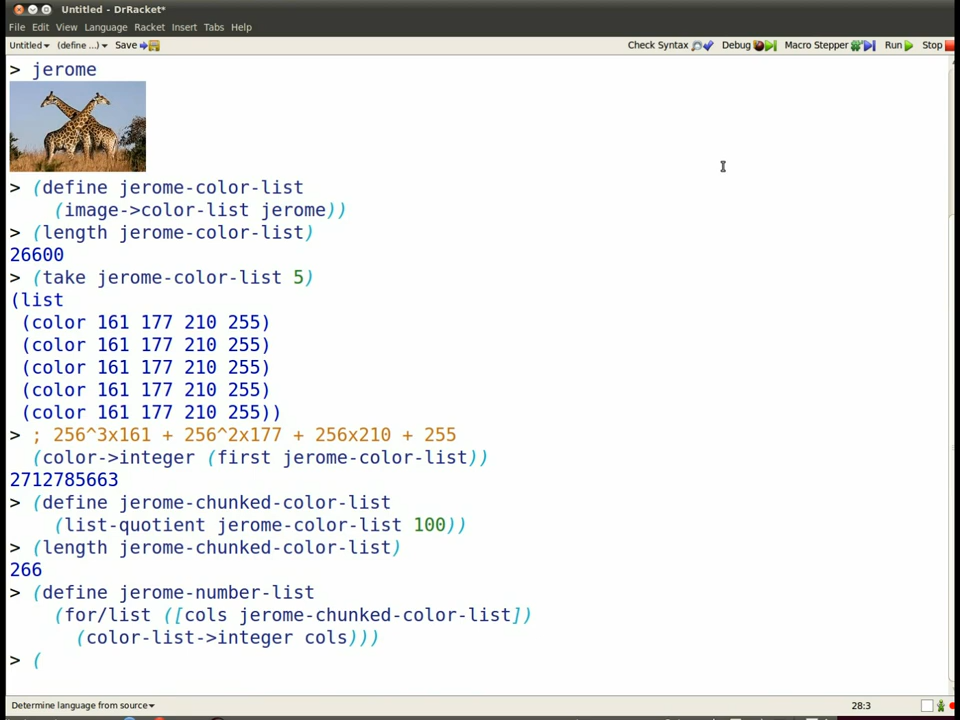 Untitled - DrRacket*
File Edit View Language Racket Insert Tabs Help
Untitled (define ...) Save Check Syntax Debug Macro Stepper Run Stop
> jerome
> (define jerome-color-list
(image->color-list jerome))
> (length jerome-color-list)
26600
> (take jerome-color-list 5)
(list
(color 161 177 210 255)
(color 161 177 210 255)
(color 161 177 210 255)
(color 161 177 210 255)
(color 161 177 210 255))
> ; 256^3x161 + 256^2x177 + 256x210 + 255
(color->integer (first jerome-color-list))
2712785663
> (define jerome-chunked-color-list
(list-quotient jerome-color-list 100))
> (length jerome-chunked-color-list)
266
> (define jerome-number-list
(for/list ([cols jerome-chunked-color-list])
(color-list->integer cols)))
> (
Determine language from source 28:3